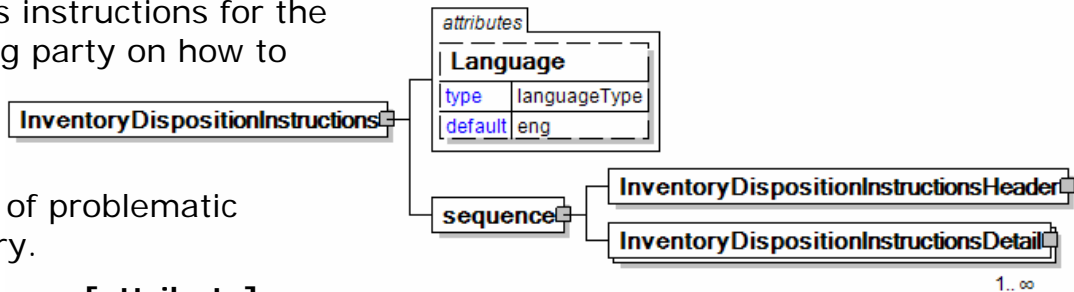 s instructions for the
g party on how to
attributes
Language
type languageType
default eng
InventoryDispositionInstructions
of problematic
ry.
sequence
InventoryDispositionInstructionsHeader
InventoryDispositionInstructionsDetail
1.. ∞